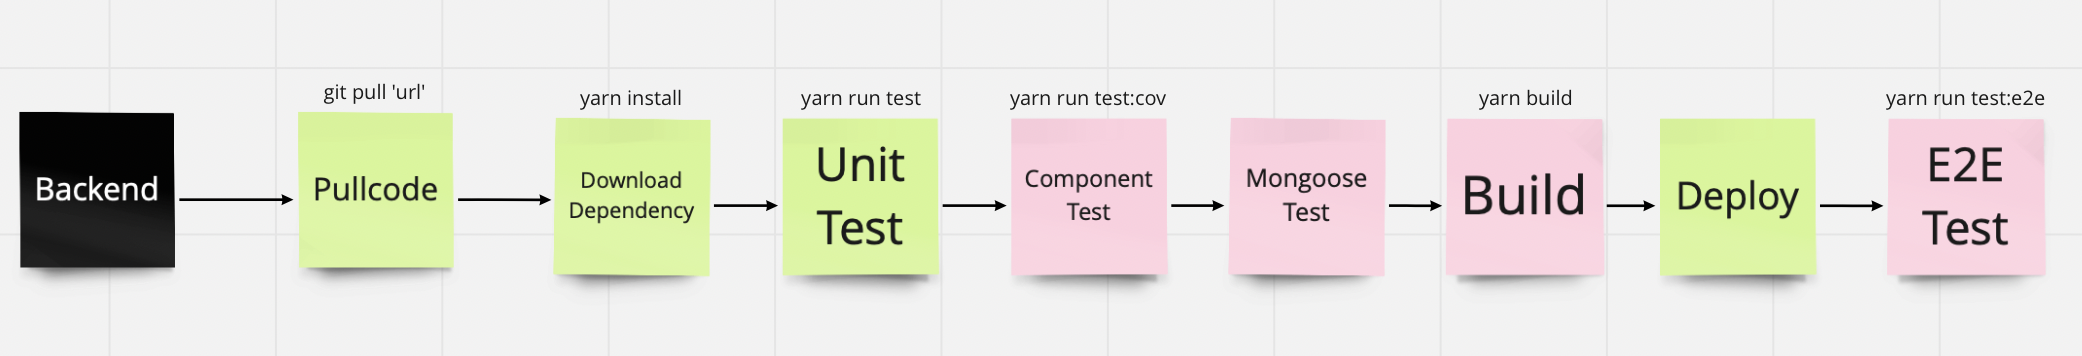 Backend
git pull 'url'
Pullcode
yarn install
Download
Dependency
yarn run test
Unit
Test
yarn run test:cov
Component
Test
Mongoose
Test
yarn build
Build
Deploy
yarn run test:e2e
E2E
Test